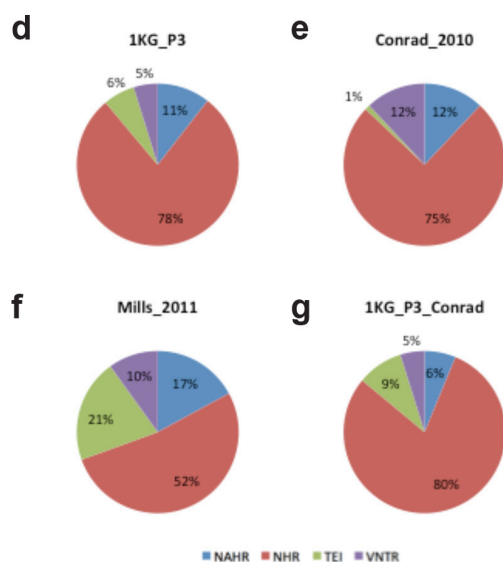 d
1KG_P3
5%
6%
11%
78%
e
Conrad_2010
1%
12%
12%
75%
f
Mills_2011
10%
17%
21%
52%
g
1KG_P3_Conrad
5%
6%
9%
80%
NAHR NHR TEI VNTR